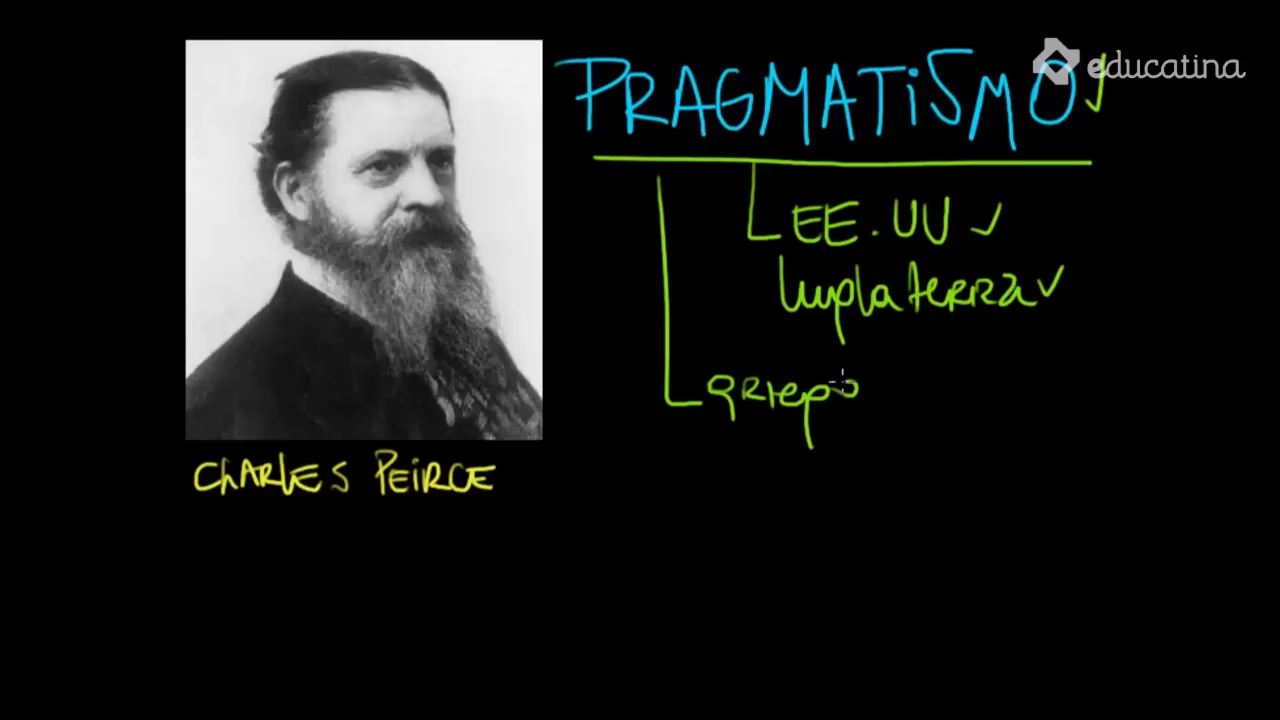 educatina
PRAGMATiSMO
EE.UU
Inglaterra
griego
CHARLES PEIRCE